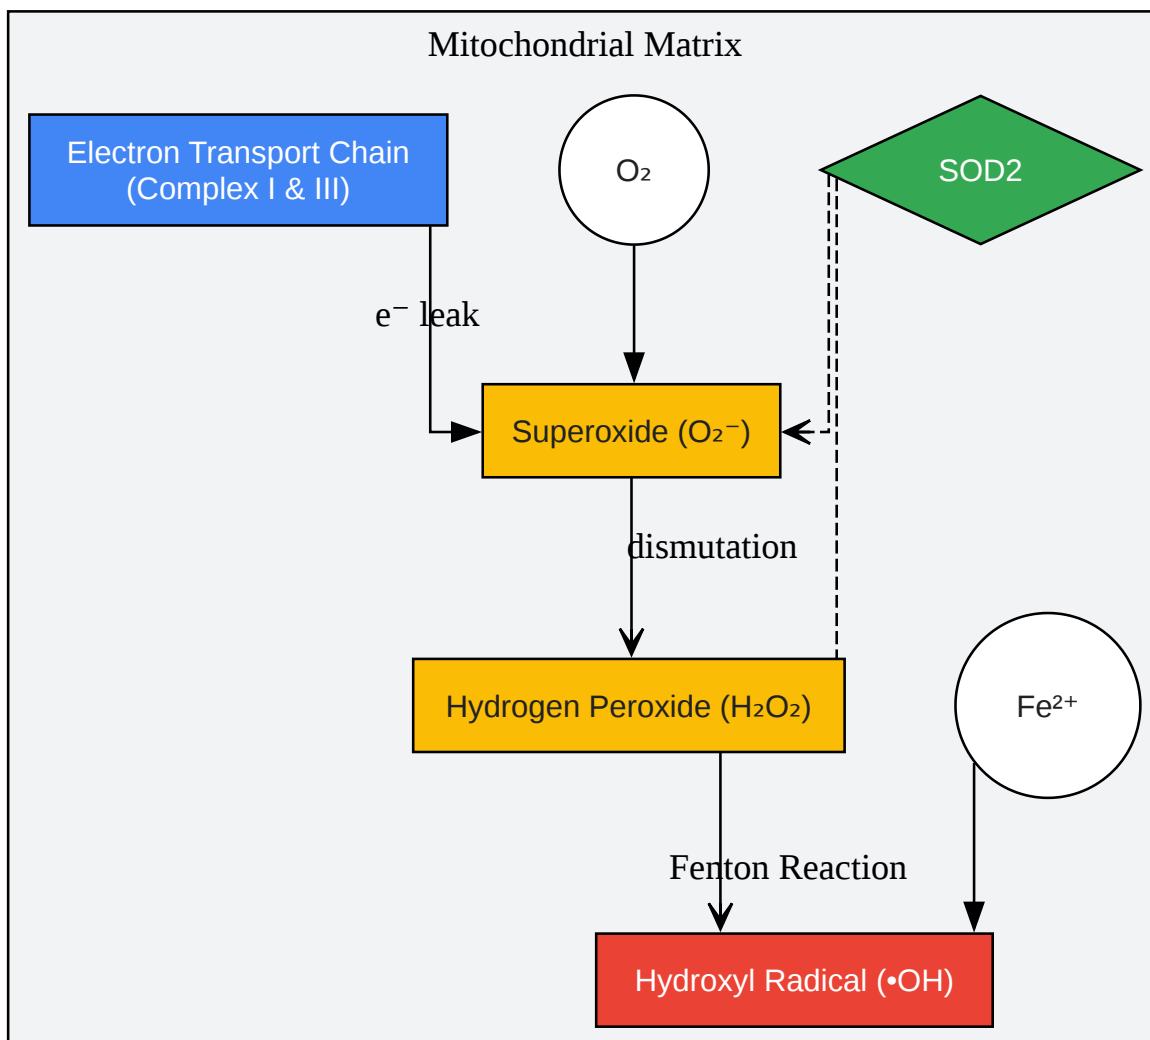 Mitochondrial Matrix
Electron Transport Chain
(Complex I & III)
O₂
SOD2
e⁻ leak
Superoxide (O₂⁻)
dismutation
Hydrogen Peroxide (H₂O₂)
Fe²⁺
Fenton Reaction
Hydroxyl Radical (•OH)